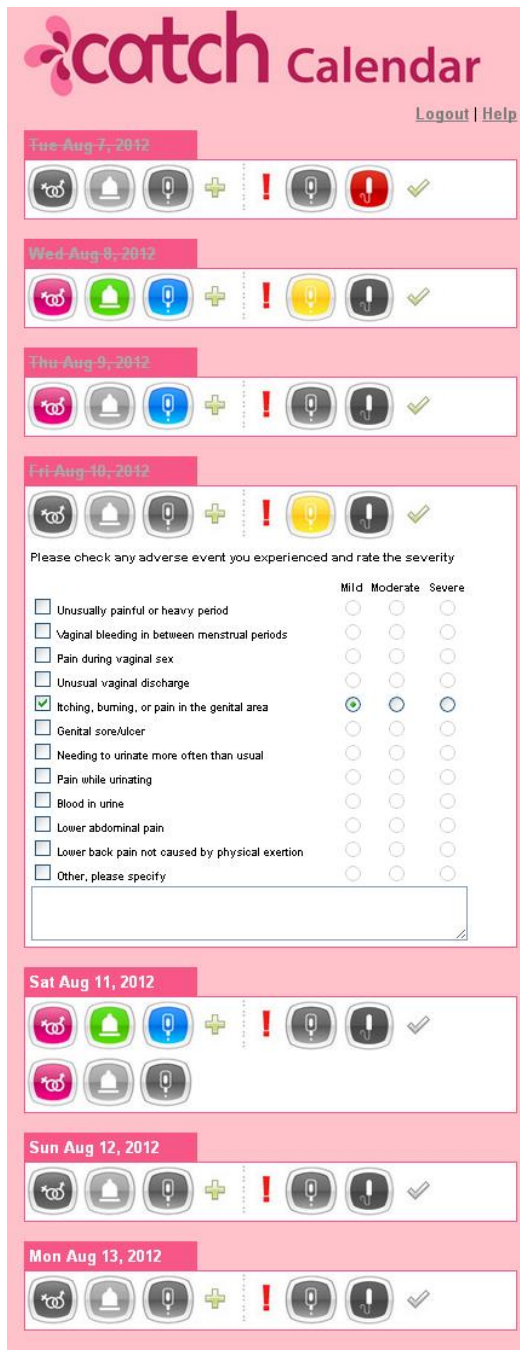 catch Calendar
Logout | Help
Tue Aug 7, 2012
Wed Aug 8, 2012
Thu Aug 9, 2012
Fri Aug 10, 2012
Please check any adverse event you experienced and rate the severity
Mild Moderate Severe
Unusually painful or heavy period
Vaginal bleeding in between menstrual periods
Pain during vaginal sex
Unusual vaginal discharge
Itching, burning, or pain in the genital area
Genital sore/ulcer
Needing to urinate more often than usual
Pain while urinating
Blood in urine
Lower abdominal pain
Lower back pain not caused by physical exertion
Other, please specify
Sat Aug 11, 2012
Sun Aug 12, 2012
Mon Aug 13, 2012